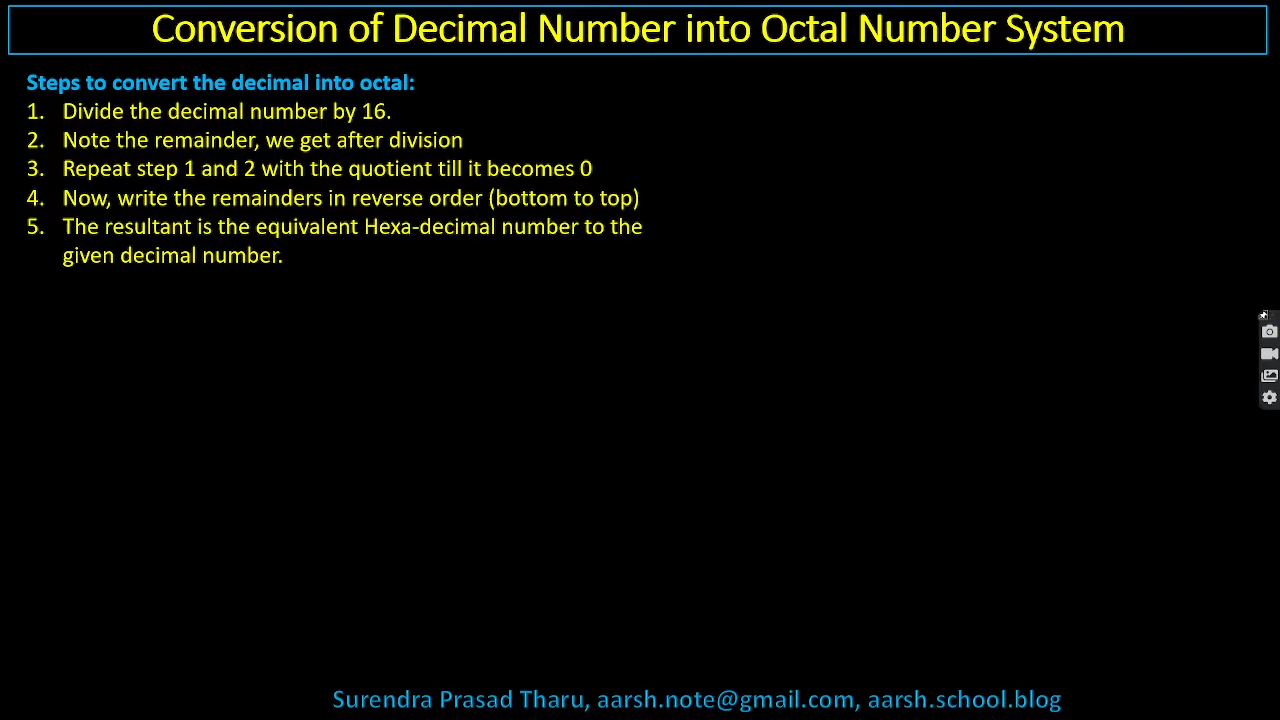 Conversion of Decimal Number into Octal Number System
Steps to convert the decimal into octal:
1. Divide the decimal number by 16.
2. Note the remainder, we get after division
3. Repeat step 1 and 2 with the quotient till it becomes 0
4. Now, write the remainders in reverse order (bottom to top)
5. The resultant is the equivalent Hexa-decimal number to the
given decimal number.
Surendra Prasad Tharu, aarsh.note@gmail.com, aarsh.school.blog